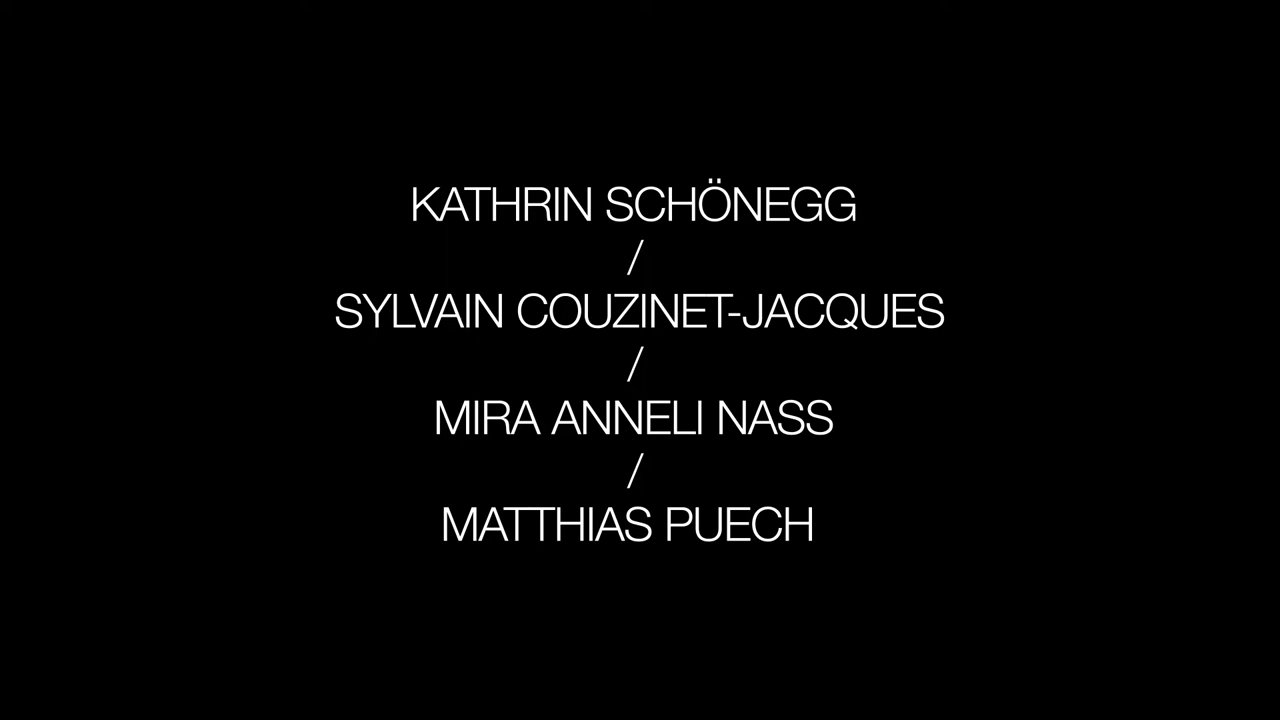 KATHRIN SCHÖNEGG
/
SYLVAIN COUZINET-JACQUES
/
MIRA ANNELI NASS
/
MATTHIAS PUECH